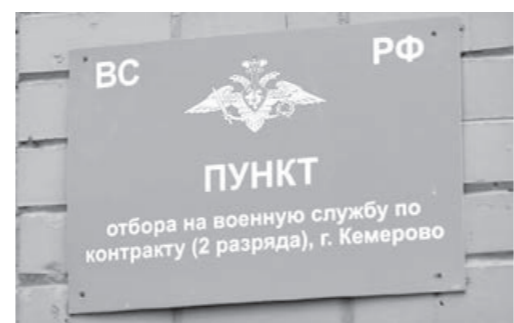 ВС РФ
ПУНКТ
отбора на военную службу по
контракту (2 разряда), г. Кемерово